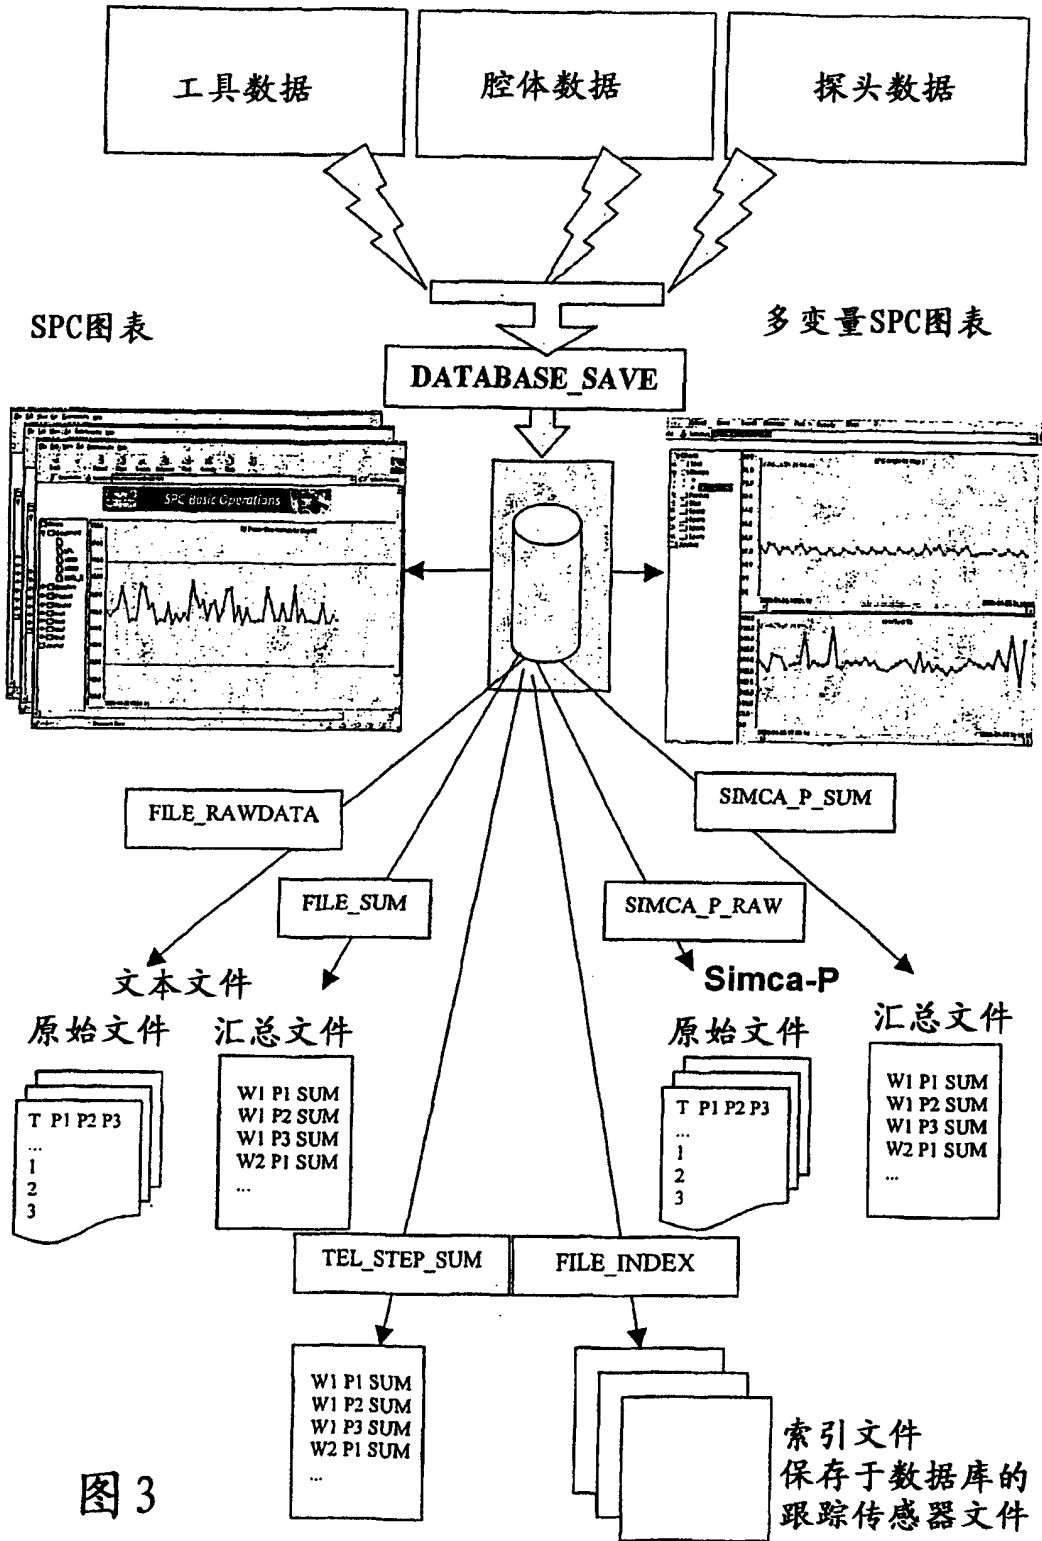 工具数据
腔体数据
探头数据
SPC图表
多变量SPC图表
DATABASE_SAVE
SPC Basic Operations
FILE_RAWDATA
SIMCA_P_SUM
FILE_SUM
SIMCA_P_RAW
文本文件
原始文件
汇总文件
T P1 P2 P3
...
1
2
3
W1 P1 SUM
W1 P2 SUM
W1 P3 SUM
W2 P1 SUM
...
Simca-P
原始文件
汇总文件
T P1 P2 P3
...
1
2
3
W1 P1 SUM
W1 P2 SUM
W1 P3 SUM
W2 P1 SUM
...
TEL_STEP_SUM
FILE_INDEX
W1 P1 SUM
W1 P2 SUM
W1 P3 SUM
W2 P1 SUM
...
索引文件
保存于数据库的
跟踪传感器文件
图3